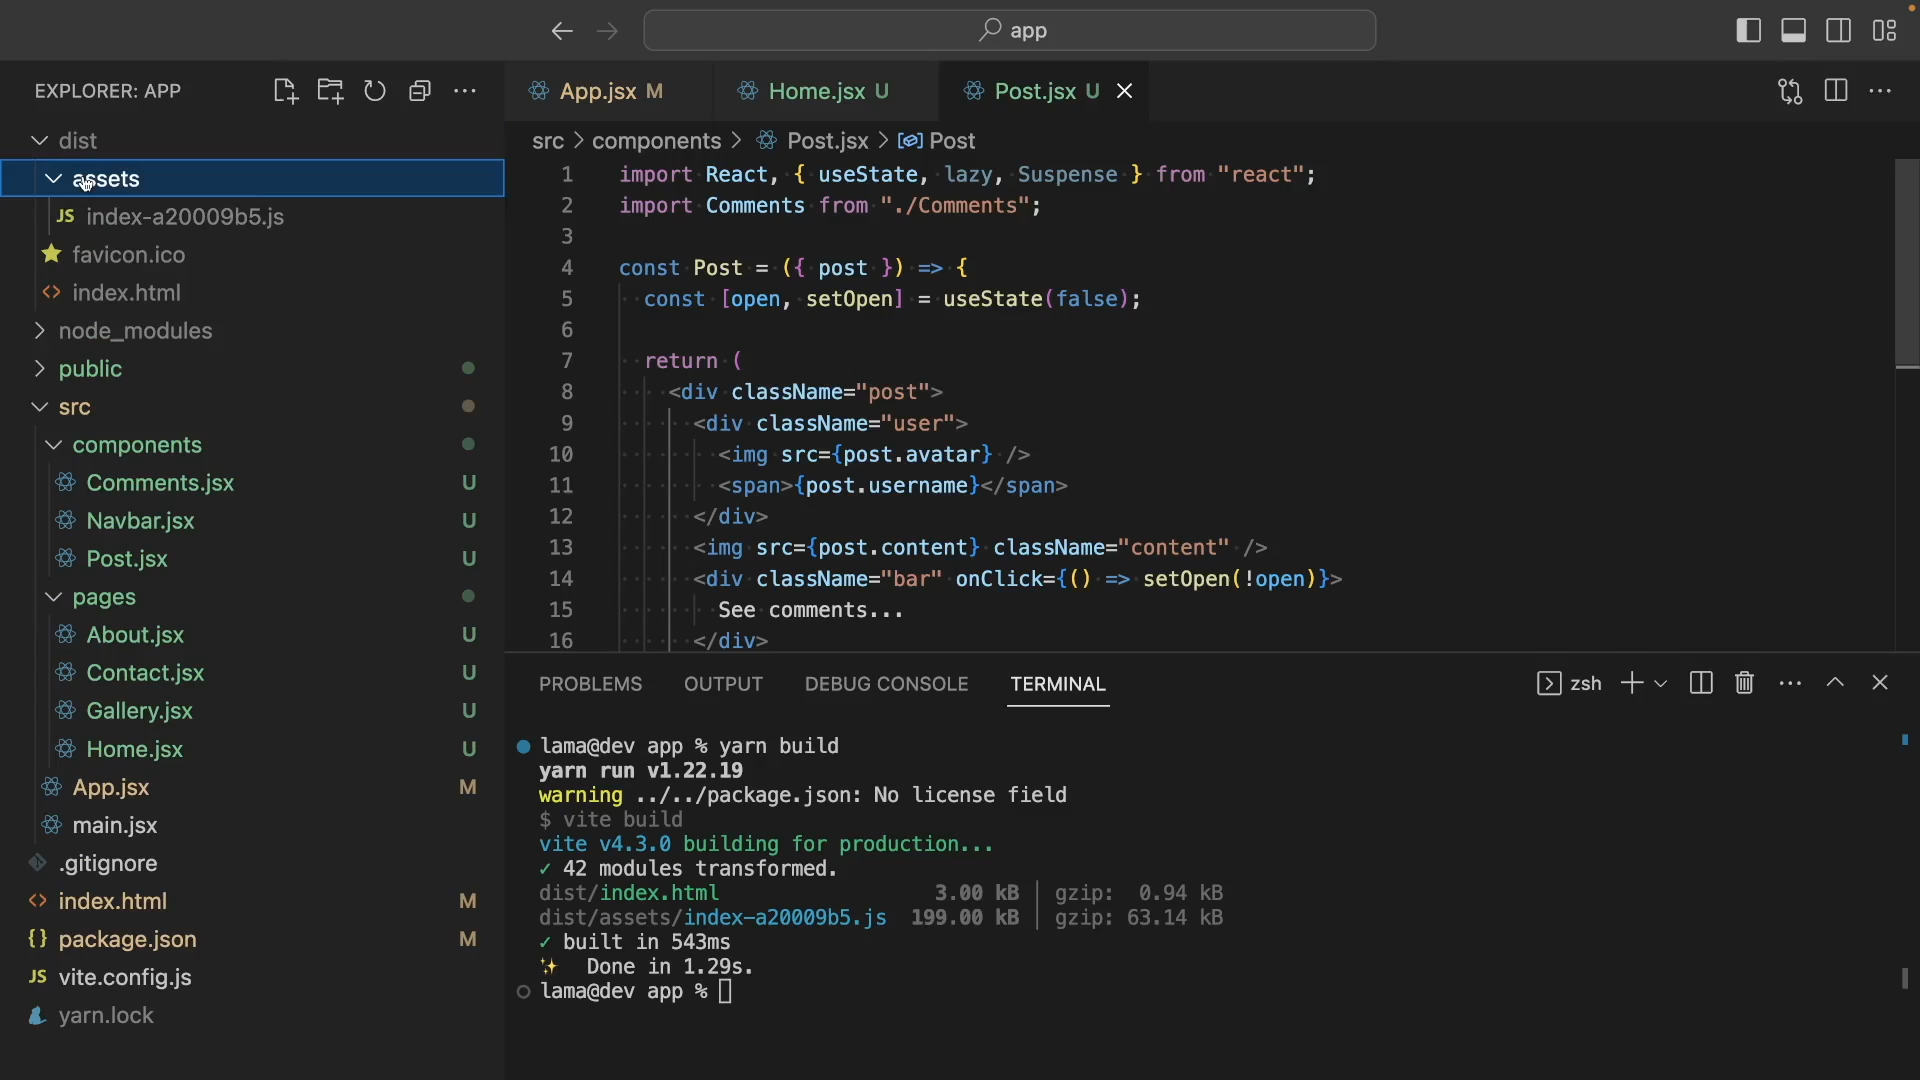 app
EXPLORER: APP
dist
assets
JS index-a20009b5.js
favicon.ico
<> index.html
node_modules
public
src
components
Comments.jsx U
Navbar.jsx U
Post.jsx U
pages
About.jsx U
Contact.jsx U
Gallery.jsx U
Home.jsx U
App.jsx M
main.jsx
.gitignore
<> index.html M
{} package.json M
JS vite.config.js
yarn.lock
App.jsx M
Home.jsx U
Post.jsx U
src > components > Post.jsx > Post
1 import React, { useState, lazy, Suspense } from "react";
2 import Comments from "./Comments";
3
4 const Post = ({ post }) => {
5 const [open, setOpen] = useState(false);
6
7 return (
8 <div className="post">
9 <div className="user">
10 <img src={post.avatar} />
11 <span>{post.username}</span>
12 </div>
13 <img src={post.content} className="content" />
14 <div className="bar" onClick={() => setOpen(!open)}>
15 See comments...
16 </div>
PROBLEMS OUTPUT DEBUG CONSOLE TERMINAL zsh
lama@dev app % yarn build
yarn run v1.22.19
warning ../../package.json: No license field
$ vite build
vite v4.3.0 building for production...
✓ 42 modules transformed.
dist/index.html 3.00 kB │ gzip: 0.94 kB
dist/assets/index-a20009b5.js 199.00 kB │ gzip: 63.14 kB
✓ built in 543ms
✨ Done in 1.29s.
lama@dev app %